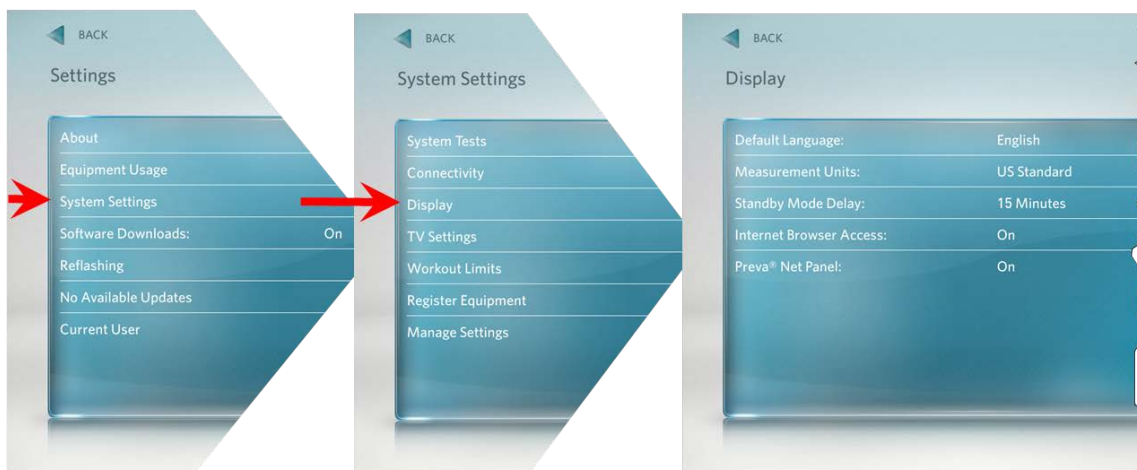 BACK
Settings
About
Equipment Usage
System Settings
Software Downloads: On
Reflashing
No Available Updates
Current User
BACK
System Settings
System Tests
Connectivity
Display
TV Settings
Workout Limits
Register Equipment
Manage Settings
BACK
Display
Default Language: English
Measurement Units: US Standard
Standby Mode Delay: 15 Minutes
Internet Browser Access: On
Preva® Net Panel: On